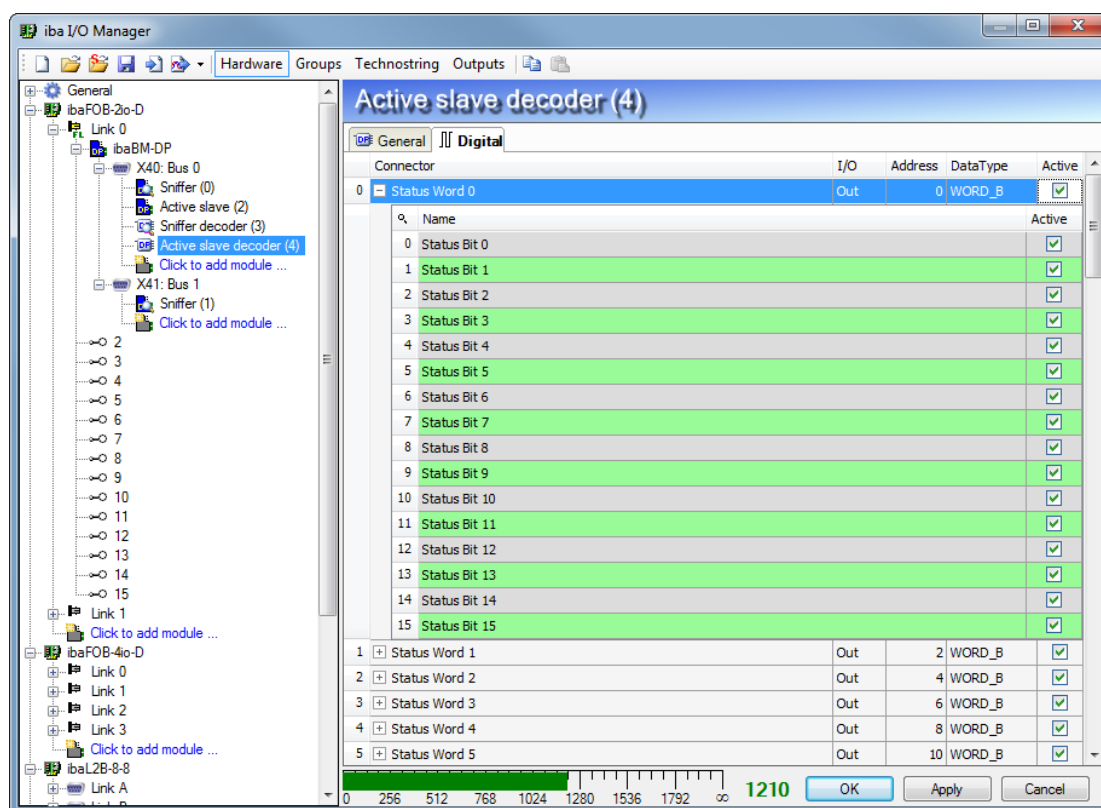 iba I/O Manager
Hardware Groups Technostring Outputs
General
ibaFOB-2io-D
Link 0
ibaBM-DP
X40: Bus 0
Sniffer (0)
Active slave (2)
Sniffer decoder (3)
Active slave decoder (4)
Click to add module ...
X41: Bus 1
Sniffer (1)
Click to add module ...
2
3
4
5
6
7
8
9
10
11
12
13
14
15
Link 1
Click to add module ...
ibaFOB-4io-D
Link 0
Link 1
Link 2
Link 3
Click to add module ...
ibaL2B-8-8
Link A
Active slave decoder (4)
General Digital
Connector I/O Address DataType Active
0 Status Word 0 Out 0 WORD_B
Name Active
0 Status Bit 0
1 Status Bit 1
2 Status Bit 2
3 Status Bit 3
4 Status Bit 4
5 Status Bit 5
6 Status Bit 6
7 Status Bit 7
8 Status Bit 8
9 Status Bit 9
10 Status Bit 10
11 Status Bit 11
12 Status Bit 12
13 Status Bit 13
14 Status Bit 14
15 Status Bit 15
1 Status Word 1 Out 2 WORD_B
2 Status Word 2 Out 4 WORD_B
3 Status Word 3 Out 6 WORD_B
4 Status Word 4 Out 8 WORD_B
5 Status Word 5 Out 10 WORD_B
0 256 512 768 1024 1280 1536 1792 ∞ 1210 OK Apply Cancel